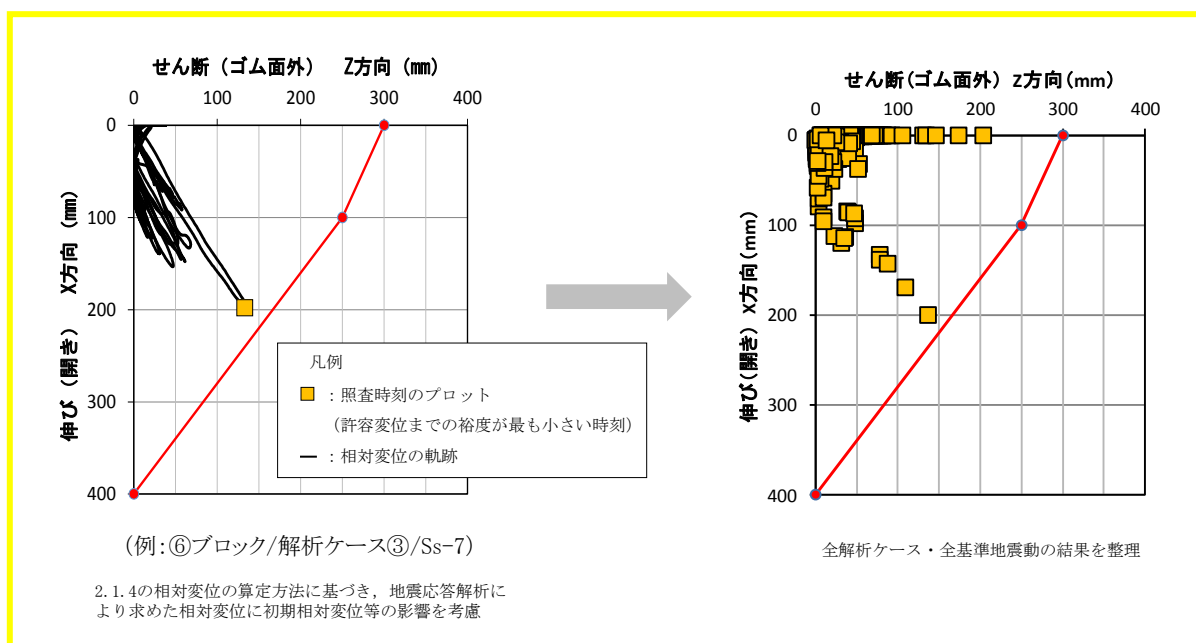 せん断（ゴム面外） Z方向（mm）
0 100 200 300 400
0
100
200
300
400
伸び（開き） X方向（mm）
凡例
：照査時刻のプロット
(許容変位までの裕度が最も小さい時刻)
：相対変位の軌跡
(例:⑥ブロック/解析ケース③/Ss-7)
2.1.4の相対変位の算定方法に基づき，地震応答解析に
より求めた相対変位に初期相対変位等の影響を考慮
せん断(ゴム面外) Z方向(mm)
0 100 200 300 400
0
100
200
300
400
伸び(開き) X方向(mm)
全解析ケース・全基準地震動の結果を整理